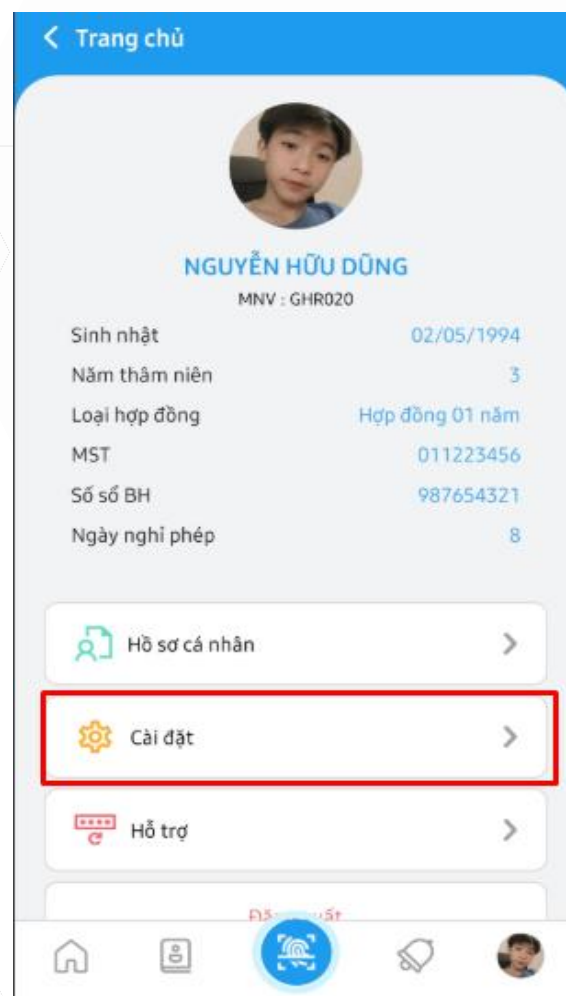 Trang chủ
NGUYỄN HỮU DŨNG
MNV : GHR020
Sinh nhật 02/05/1994
Năm thâm niên 3
Loại hợp đồng Hợp đồng 01 năm
MST 011223456
Số sổ BH 987654321
Ngày nghỉ phép 8
Hồ sơ cá nhân
Cài đặt
Hỗ trợ